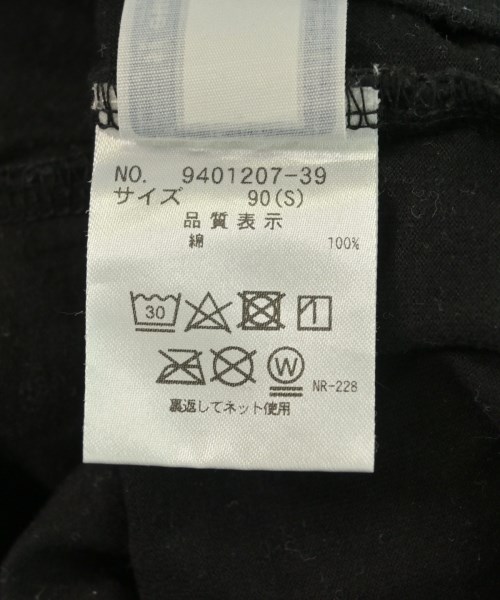 NO. 9401207-39
サイズ 90(S)
品質表示
綿 100%
30
W
NR-228
裏返してネット使用